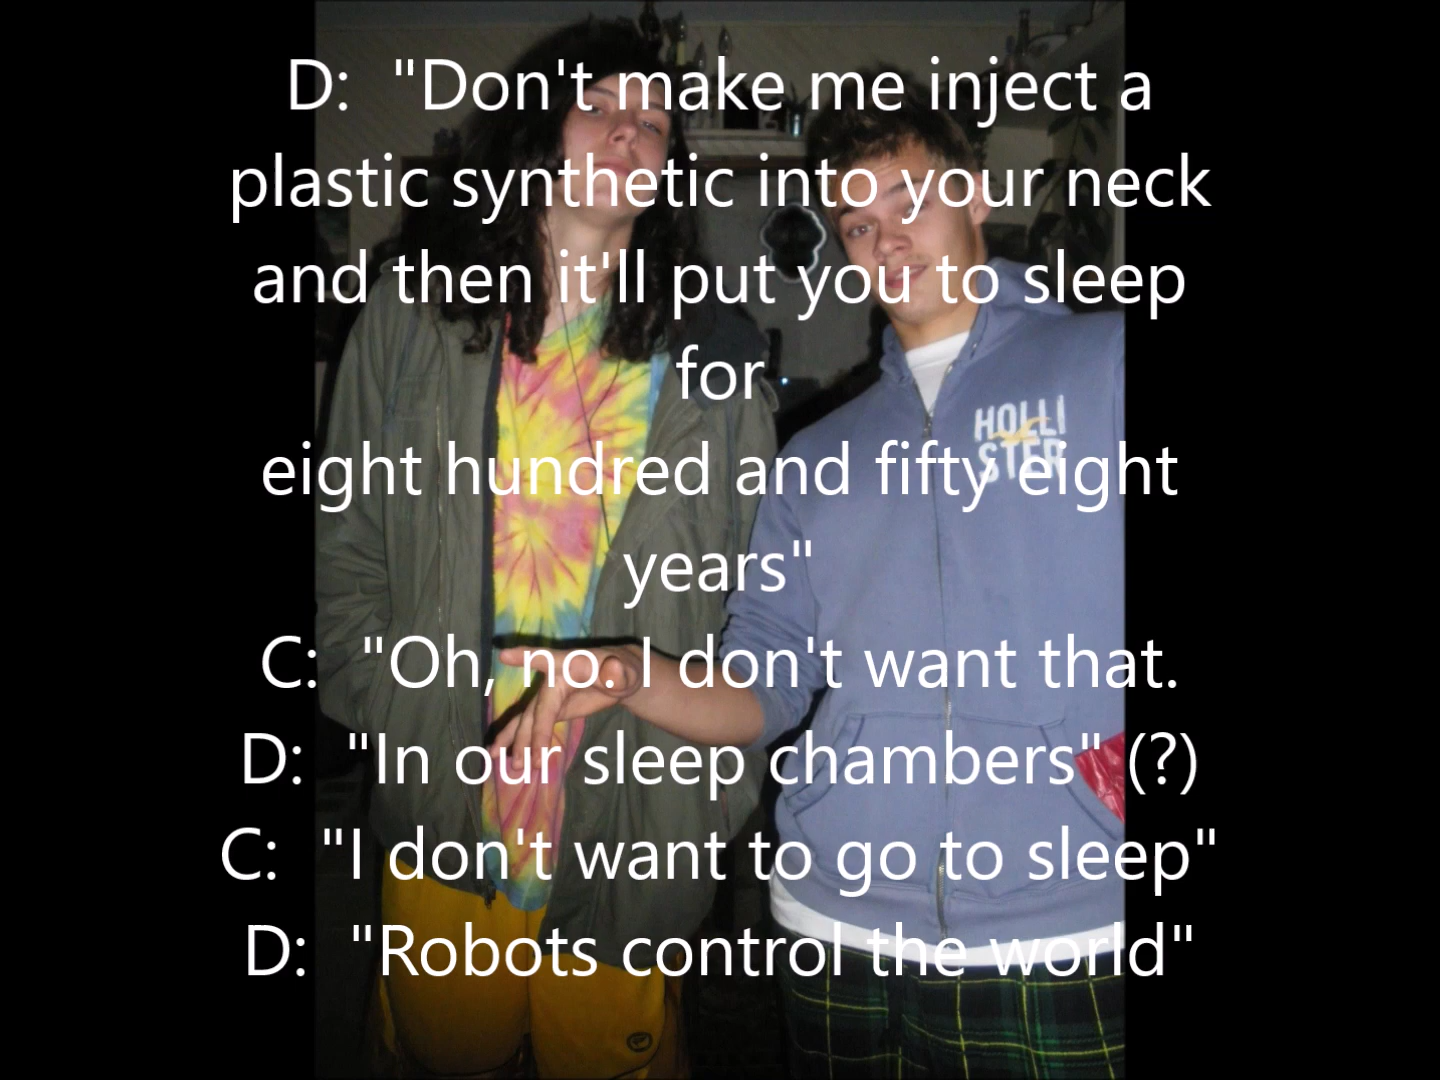 D:  "Don't make me inject a
plastic synthetic into your neck
and then it'll put you to sleep
for
eight hundred and fifty eight
years"
C:  "Oh, no. I don't want that.
D:  "In our sleep chambers" (?)
C:  "I don't want to go to sleep"
D:  "Robots control the world"
HOLLI
STER